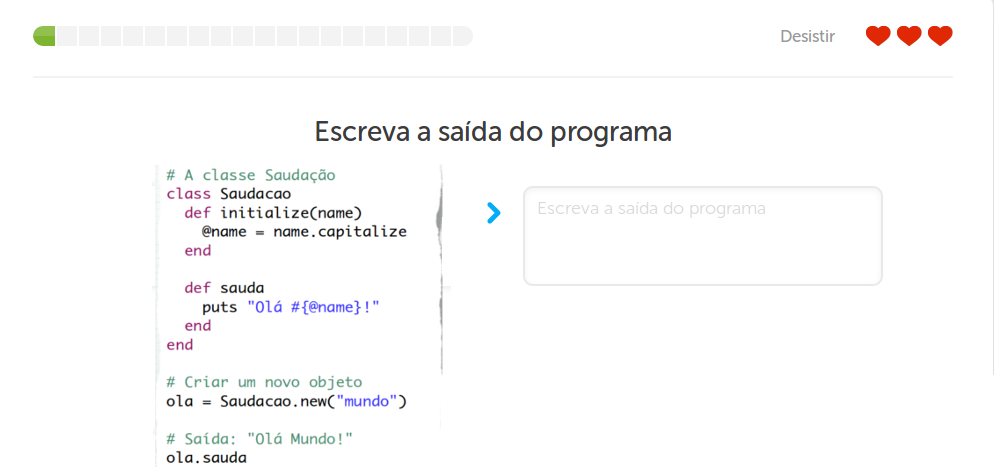 Desistir
Escreva a saída do programa
# A classe Saudação
class Saudacao
def initialize(name)
@name = name.capitalize
end
def sauda
puts "Olá #{@name}!"
end
end
# Criar um novo objeto
ola = Saudacao.new("mundo")
# Saída: "Olá Mundo!"
ola.sauda
Escreva a saída do programa